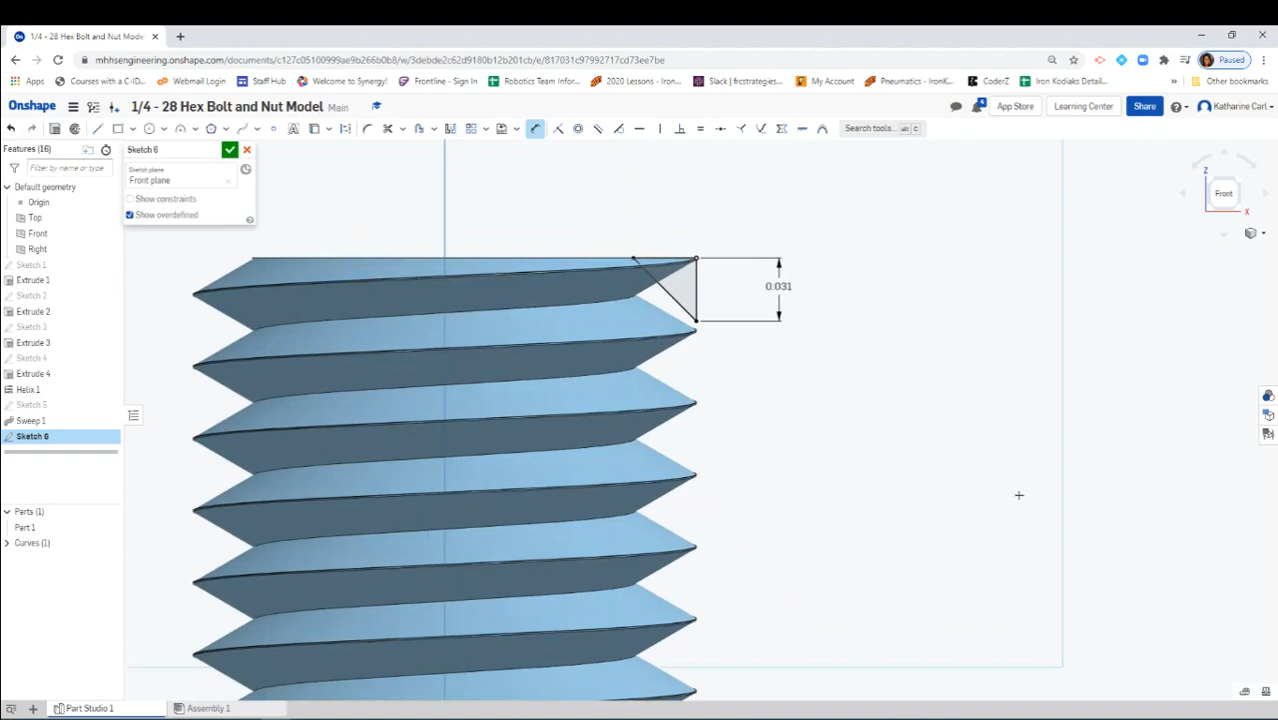 1/4 - 28 Hex Bolt and Nut Model
mhhsengineering.onshape.com/documents/c127c05100999ae9b266b0b8/w/3debde2c62d9180b12b201cb/e/817031c97992717cd73ee7be
Paused
Apps
Courses with a C-ID...
Webmail Login
Staff Hub
Welcome to Synergy!
Frontline - Sign In
Robotics Team Infor...
2020 Lessons - Iron...
Slack | frcstrategies...
My Account
Pneumatics - IronK...
CoderZ
Iron Kodiaks Detail...
»
Other bookmarks
Onshape
1/4 - 28 Hex Bolt and Nut Model Main
4
App Store
Learning Center
Share
Katharine Carl
Search tools... alt C
Features (16)
Filter by name or type
Default geometry
Origin
Top
Front
Right
Sketch 1
Extrude 1
Sketch 2
Extrude 2
Sketch 3
Extrude 3
Sketch 4
Extrude 4
Helix 1
Sketch 5
Sweep 1
Sketch 6
Parts (1)
Part 1
Curves (1)
Sketch 6
Sketch plane
Front plane
Show constraints
Show overdefined
Z
Front
X
0.031
Part Studio 1
Assembly 1